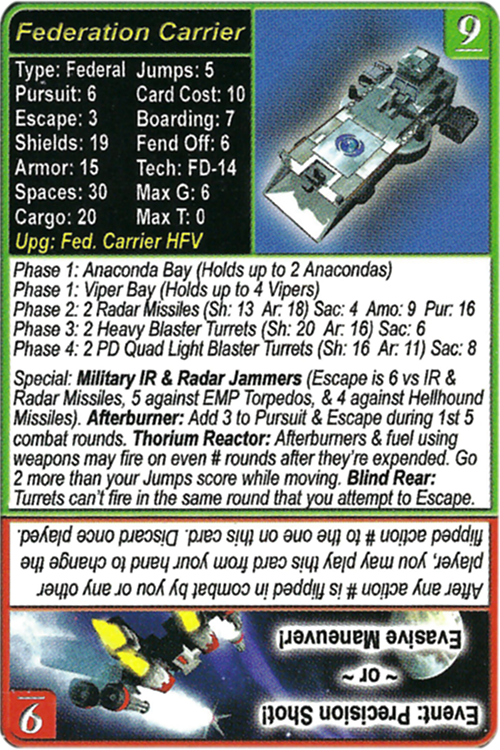 Federation Carrier
9
Type: Federal Jumps: 5
Pursuit: 6 Card Cost: 10
Escape: 3 Boarding: 7
Shields: 19 Fend Off: 6
Armor: 15 Tech: FD-14
Spaces: 30 Max G: 6
Cargo: 20 Max T: 0
Upg: Fed. Carrier HFV
Phase 1: Anaconda Bay (Holds up to 2 Anacondas)
Phase 1: Viper Bay (Holds up to 4 Vipers)
Phase 2: 2 Radar Missiles (Sh: 13 Ar: 18) Sac: 4 Amo: 9 Pur: 16
Phase 3: 2 Heavy Blaster Turrets (Sh: 20 Ar: 16) Sac: 6
Phase 4: 2 PD Quad Light Blaster Turrets (Sh: 16 Ar: 11) Sac: 8
Special: Military IR & Radar Jammers (Escape is 6 vs IR &
Radar Missiles, 5 against EMP Torpedos, & 4 against Hellhound
Missiles). Afterburner: Add 3 to Pursuit & Escape during 1st 5
combat rounds. Thorium Reactor: Afterburners & fuel using
weapons may fire on even # rounds after they're expended. Go
2 more than your Jumps score while moving. Blind Rear:
Turrets can't fire in the same round that you attempt to Escape.
Event: Precision Shot!
~ or ~
Evasive Maneuver!
9
After any action # is flipped in combat by you or any other
player, you may play this card from your hand to change the
flipped action # to the one on this card. Discard once played.